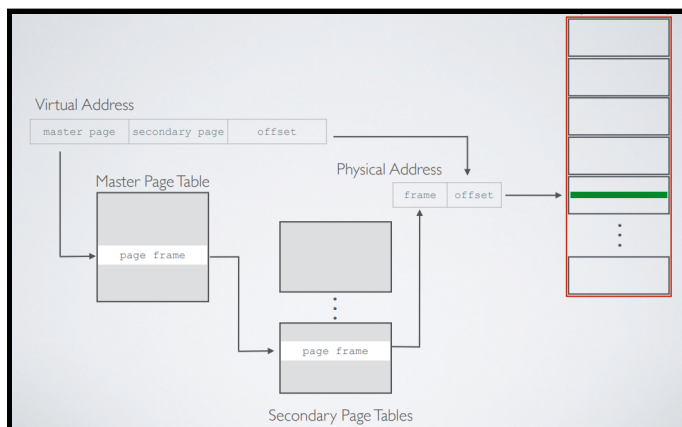 Virtual Address
master page secondary page offset
Physical Address
Master Page Table
frame offset
page frame
page frame
Secondary Page Tables